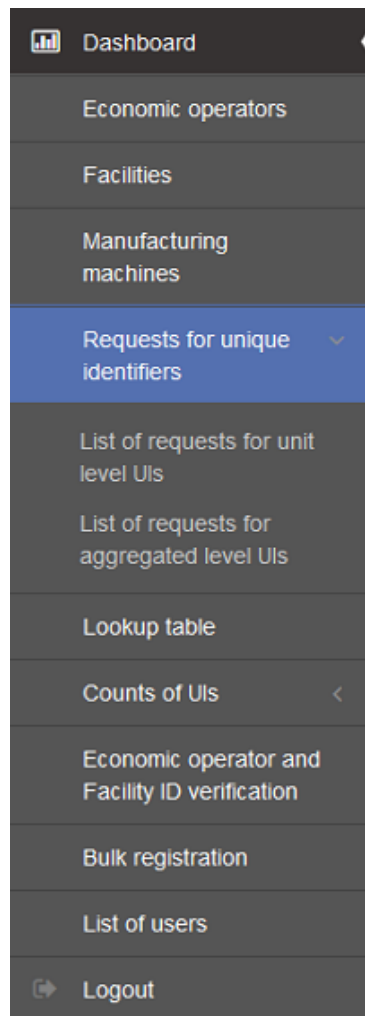 Dashboard
Economic operators
Facilities
Manufacturing
machines
Requests for unique
identifiers
List of requests for unit
level UIs
List of requests for
aggregated level UIs
Lookup table
Counts of UIs
Economic operator and
Facility ID verification
Bulk registration
List of users
Logout